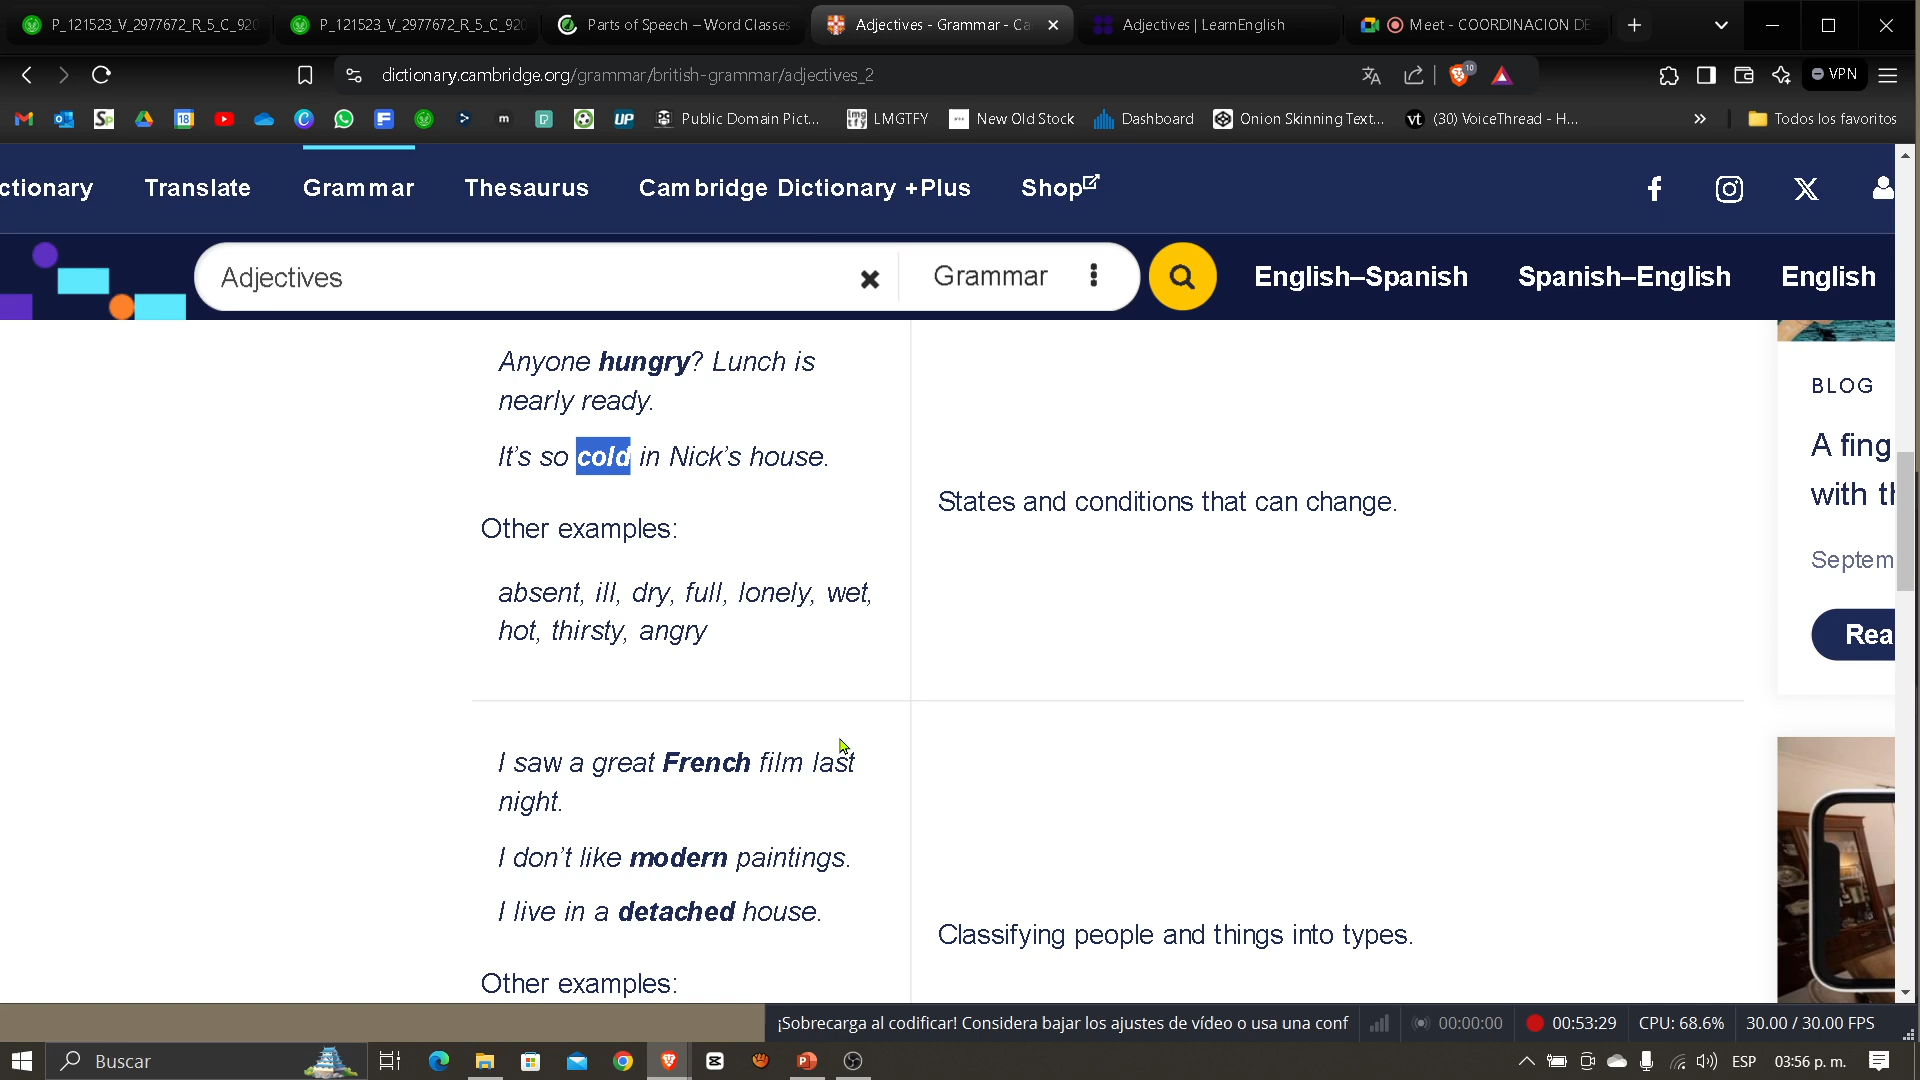 P_121523_V_2977672_R_5_C_920
P_121523_V_2977672_R_5_C_920
Parts of Speech – Word Classes
Adjectives - Grammar - Ca
Adjectives | LearnEnglish
Meet - COORDINACION DE
dictionary.cambridge.org/grammar/british-grammar/adjectives_2
10
VPN
Public Domain Pict...
LMGTFY
New Old Stock
Dashboard
Onion Skinning Text...
(30) VoiceThread - H...
Todos los favoritos
ctionary
Translate
Grammar
Thesaurus
Cambridge Dictionary +Plus
Shop
Adjectives
Grammar
English–Spanish
Spanish–English
English
Anyone hungry? Lunch is
nearly ready.
It's so cold in Nick's house.
Other examples:
absent, ill, dry, full, lonely, wet,
hot, thirsty, angry
States and conditions that can change.
I saw a great French film last
night.
I don't like modern paintings.
I live in a detached house.
Other examples:
Classifying people and things into types.
BLOG
A fing
with th
Septem
Rea
¡Sobrecarga al codificar! Considera bajar los ajustes de vídeo o usa una conf
00:00:00
00:53:29
CPU: 68.6%
30.00 / 30.00 FPS
Buscar
ESP
03:56 p. m.